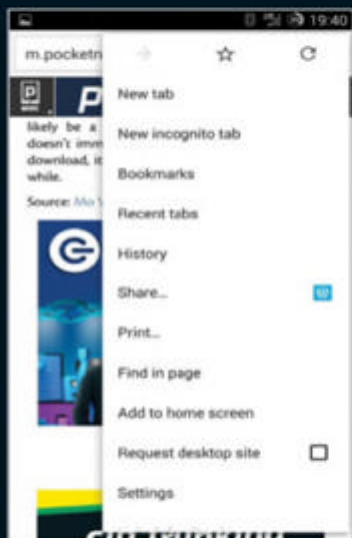 19:40
m.pocketn
P
likely be a
doesn't imm
download, it
while.
Source: Mo
New tab
New incognito tab
Bookmarks
Recent tabs
History
Share...
Print...
Find in page
Add to home screen
Request desktop site
Settings